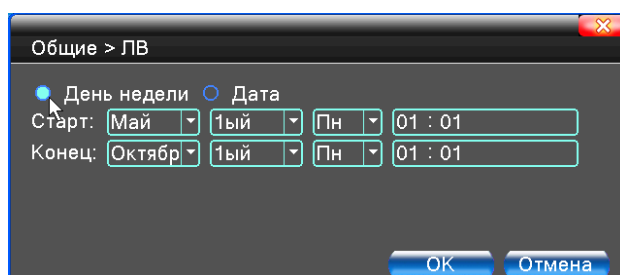 Общие > ЛВ
День недели Дата
Старт: Май 1ый Пн 01 : 01
Конец: Октябр 1ый Пн 01 : 01
OK Отмена